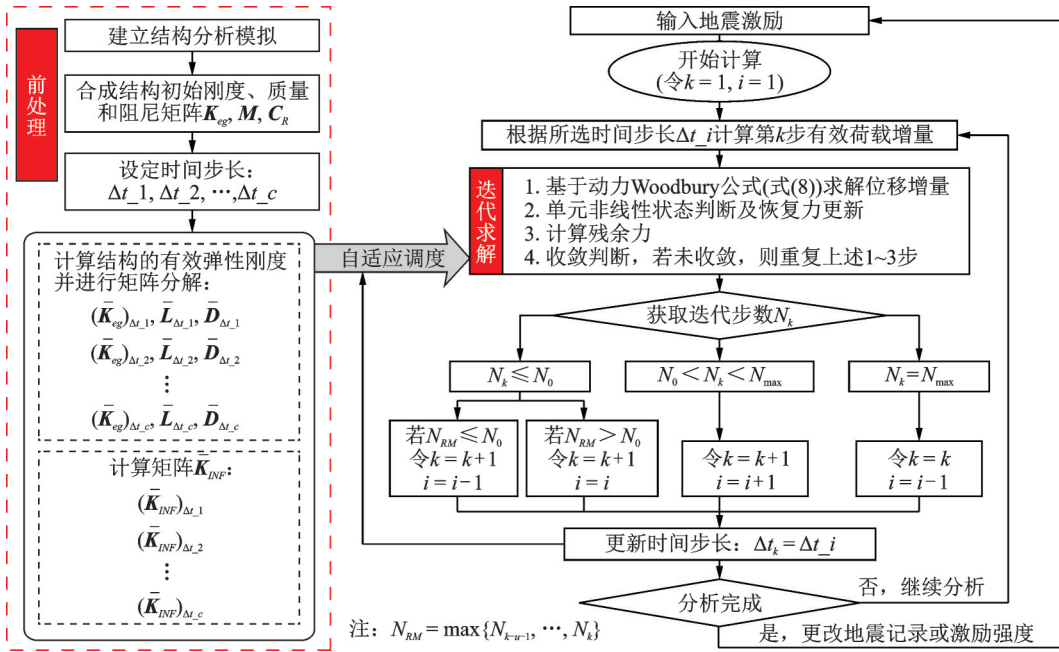 前处理
建立结构分析模拟
合成结构初始刚度、质量
和阻尼矩阵K_eg, M, C_R
设定时间步长：
Δt_1, Δt_2, ⋯, Δt_c
计算结构的有效弹性刚度
并进行矩阵分解：
(K̄_eg)_Δt_1, L̄_Δt_1, D̄_Δt_1
(K̄_eg)_Δt_2, L̄_Δt_2, D̄_Δt_2
⋮
(K̄_eg)_Δt_c, L̄_Δt_c, D̄_Δt_c
计算矩阵K̄_INF：
(K̄_INF)_Δt_1
(K̄_INF)_Δt_2
⋮
(K̄_INF)_Δt_c
自适应调度
输入地震激励
开始计算
(令k = 1, i = 1)
根据所选时间步长Δt_i计算第k步有效荷载增量
迭代求解
1. 基于动力Woodbury公式(式(8))求解位移增量
2. 单元非线性状态判断及恢复力更新
3. 计算残余力
4. 收敛判断，若未收敛，则重复上述1~3步
获取迭代步数N_k
N_k ≤ N_0
N_0 < N_k < N_max
N_k = N_max
若N_RM ≤ N_0
令k = k+1
i = i−1
若N_RM > N_0
令k = k+1
i = i
令k = k+1
i = i+1
令k = k
i = i−1
更新时间步长：Δt_k = Δt_i
分析完成
否，继续分析
是，更改地震记录或激励强度
注：N_RM = max{N_k-u-1, ⋯, N_k}